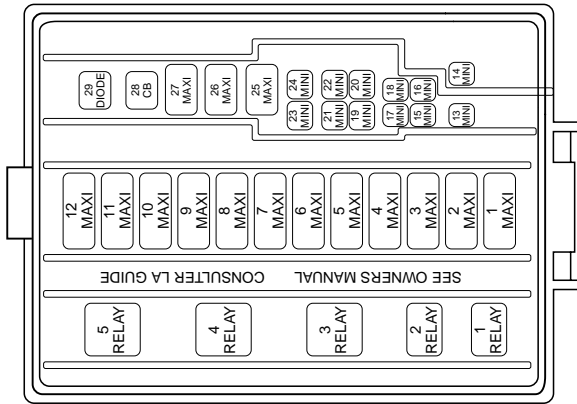 29 DIODE
28 CB
27 MAXI
26 MAXI
25 MAXI
24 MINI
22 MINI
20 MINI
18 MINI
16 MINI
14 MINI
23 MINI
21 MINI
19 MINI
17 MINI
15 MINI
13 MINI
12 MAXI
11 MAXI
10 MAXI
9 MAXI
8 MAXI
7 MAXI
6 MAXI
5 MAXI
4 MAXI
3 MAXI
2 MAXI
1 MAXI
SEE OWNERS MANUAL CONSULTER LA GUIDE
5 RELAY
4 RELAY
3 RELAY
2 RELAY
1 RELAY